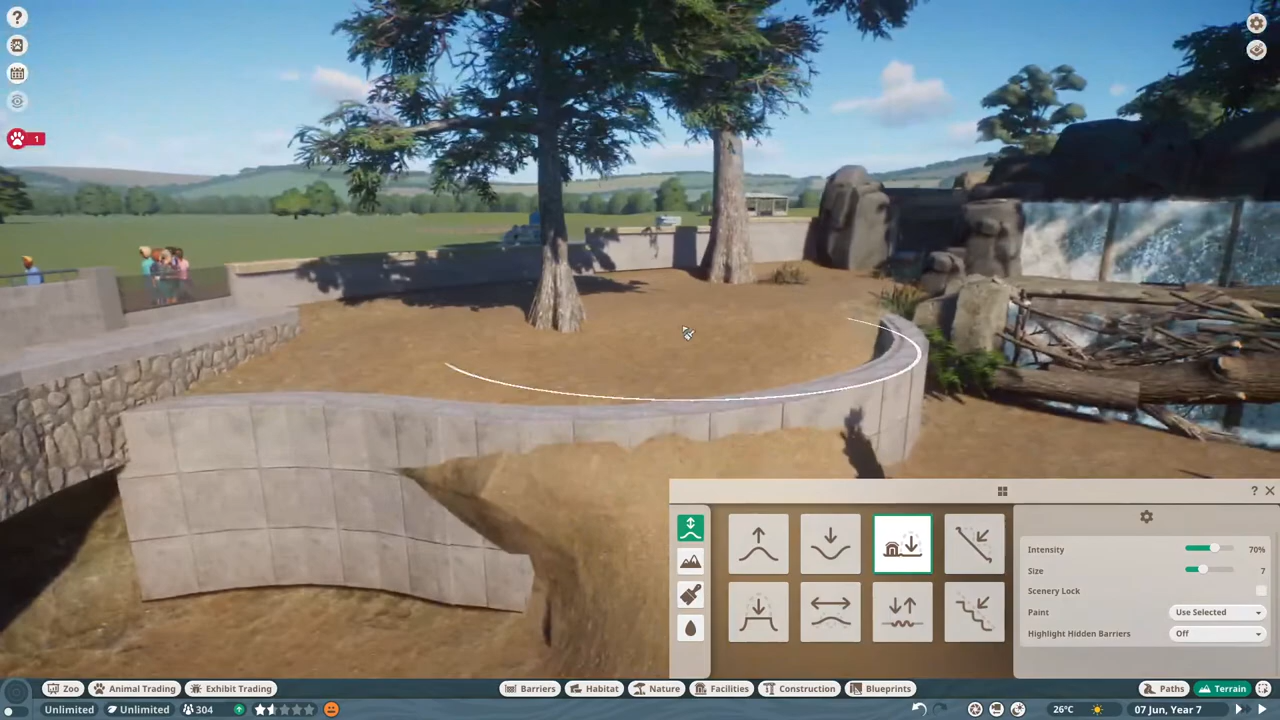 ?
1
? ×
Intensity 70%
Size 7
Scenery Lock
Paint Use Selected
Highlight Hidden Barriers Off
Zoo Animal Trading Exhibit Trading Barriers Habitat Nature Facilities Construction Blueprints Paths Terrain
Unlimited Unlimited 304 26°C 07 Jun, Year 7